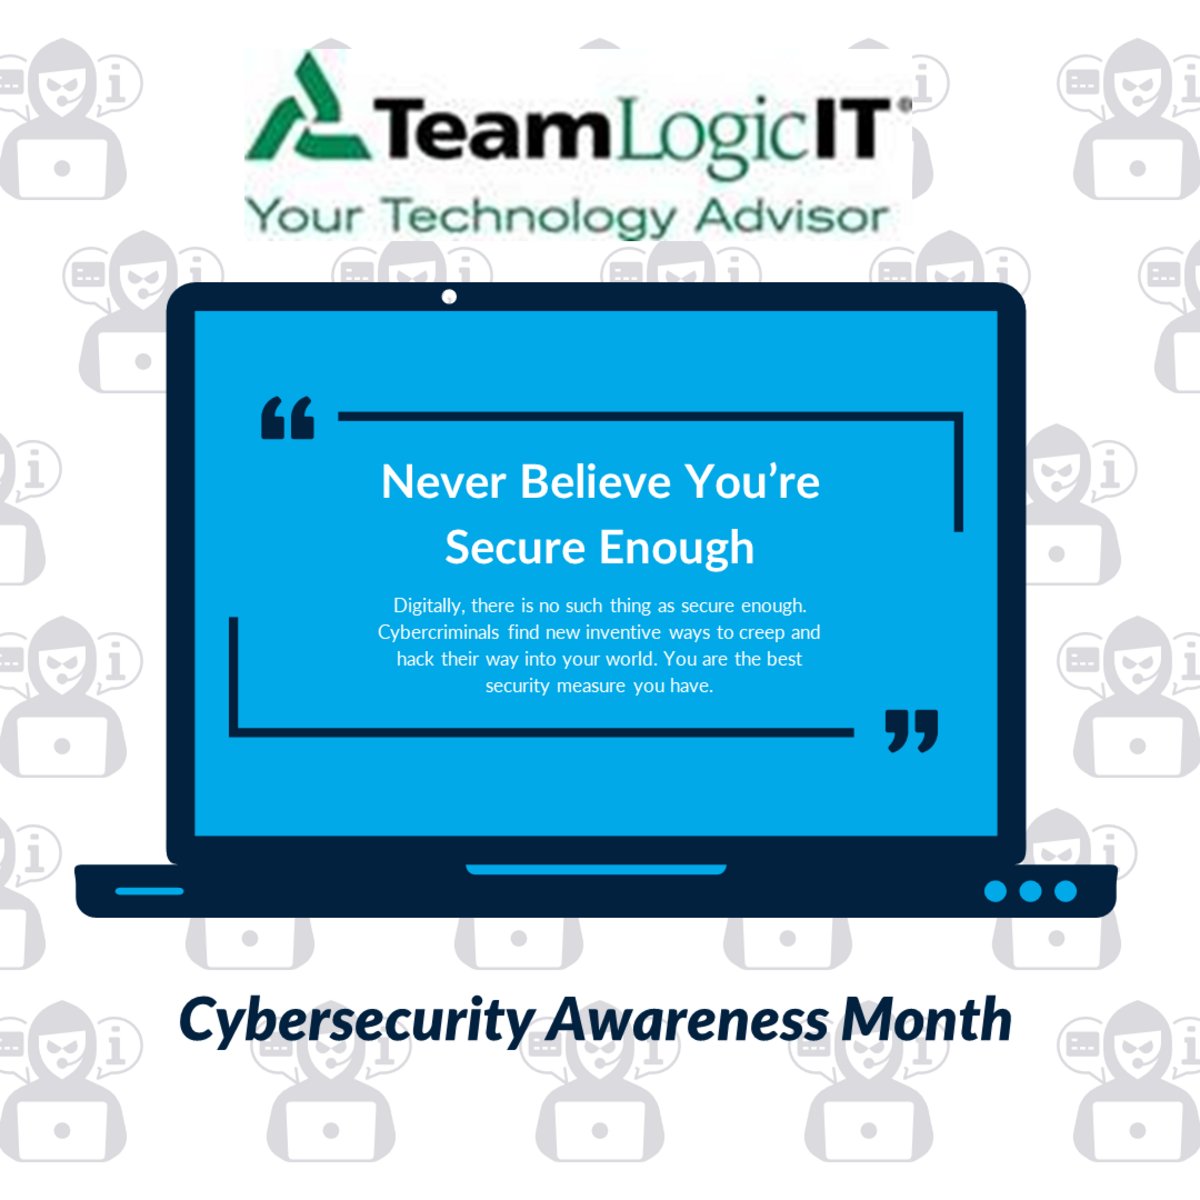 TeamLogicIT®
Your Technology Advisor
“
Never Believe You’re
Secure Enough
Digitally, there is no such thing as secure enough.
Cybercriminals find new inventive ways to creep and
hack their way into your world. You are the best
security measure you have.
”
Cybersecurity Awareness Month